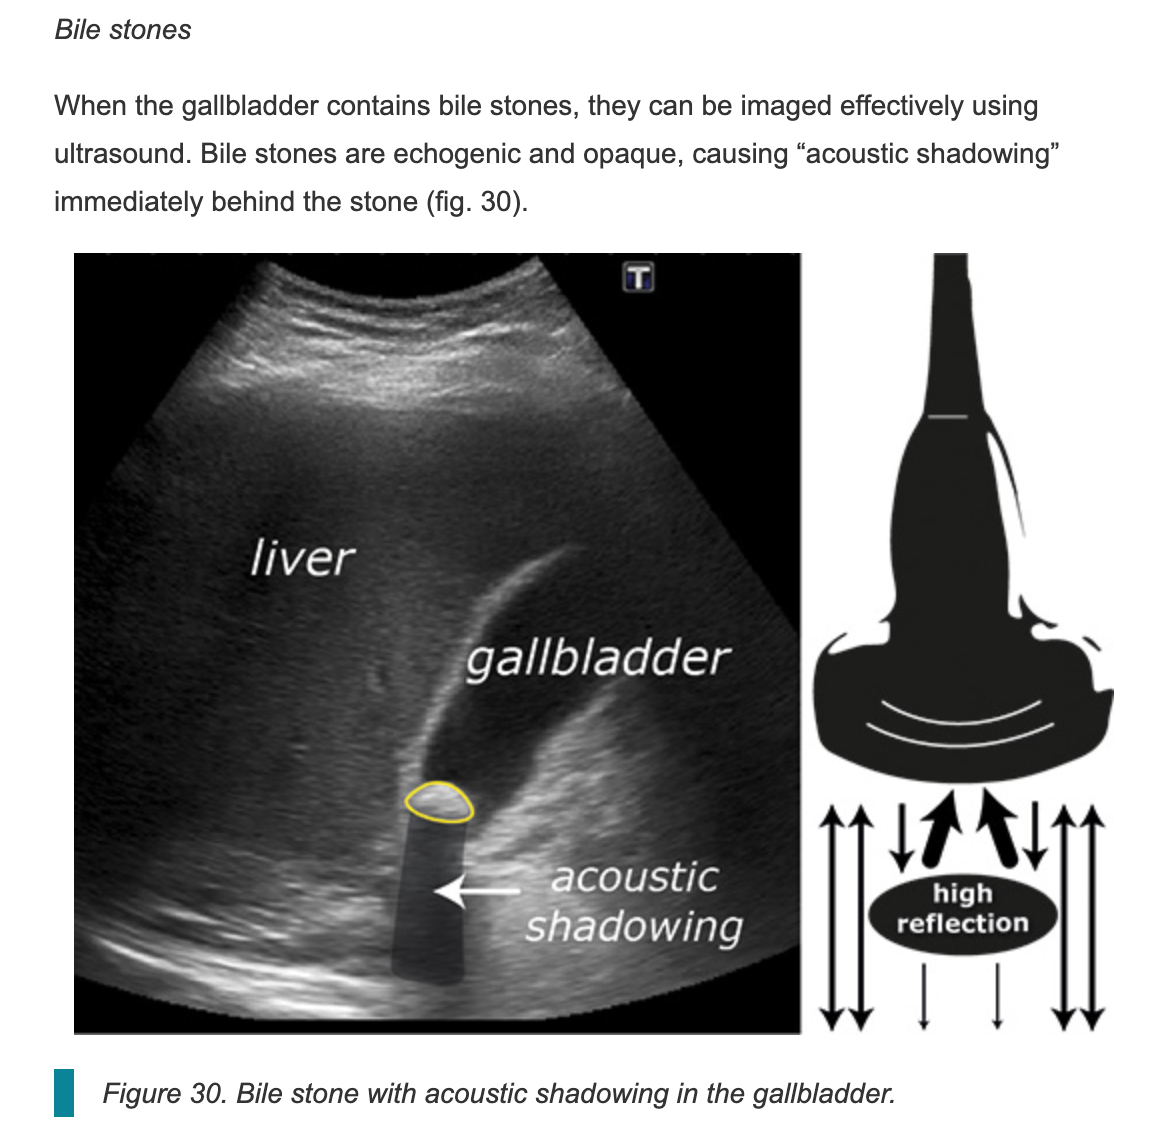 Bile stones
When the gallbladder contains bile stones, they can be imaged effectively using
ultrasound. Bile stones are echogenic and opaque, causing “acoustic shadowing”
immediately behind the stone (fig. 30).
T
liver
gallbladder
acoustic
shadowing
high
reflection
Figure 30. Bile stone with acoustic shadowing in the gallbladder.